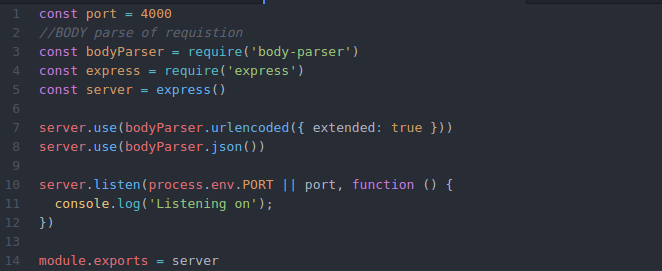 1 const port = 4000
2 //BODY parse of requistion
3 const bodyParser = require('body-parser')
4 const express = require('express')
5 const server = express()
6
7 server.use(bodyParser.urlencoded({ extended: true }))
8 server.use(bodyParser.json())
9
10 server.listen(process.env.PORT || port, function () {
11   console.log('Listening on');
12 })
13
14 module.exports = server